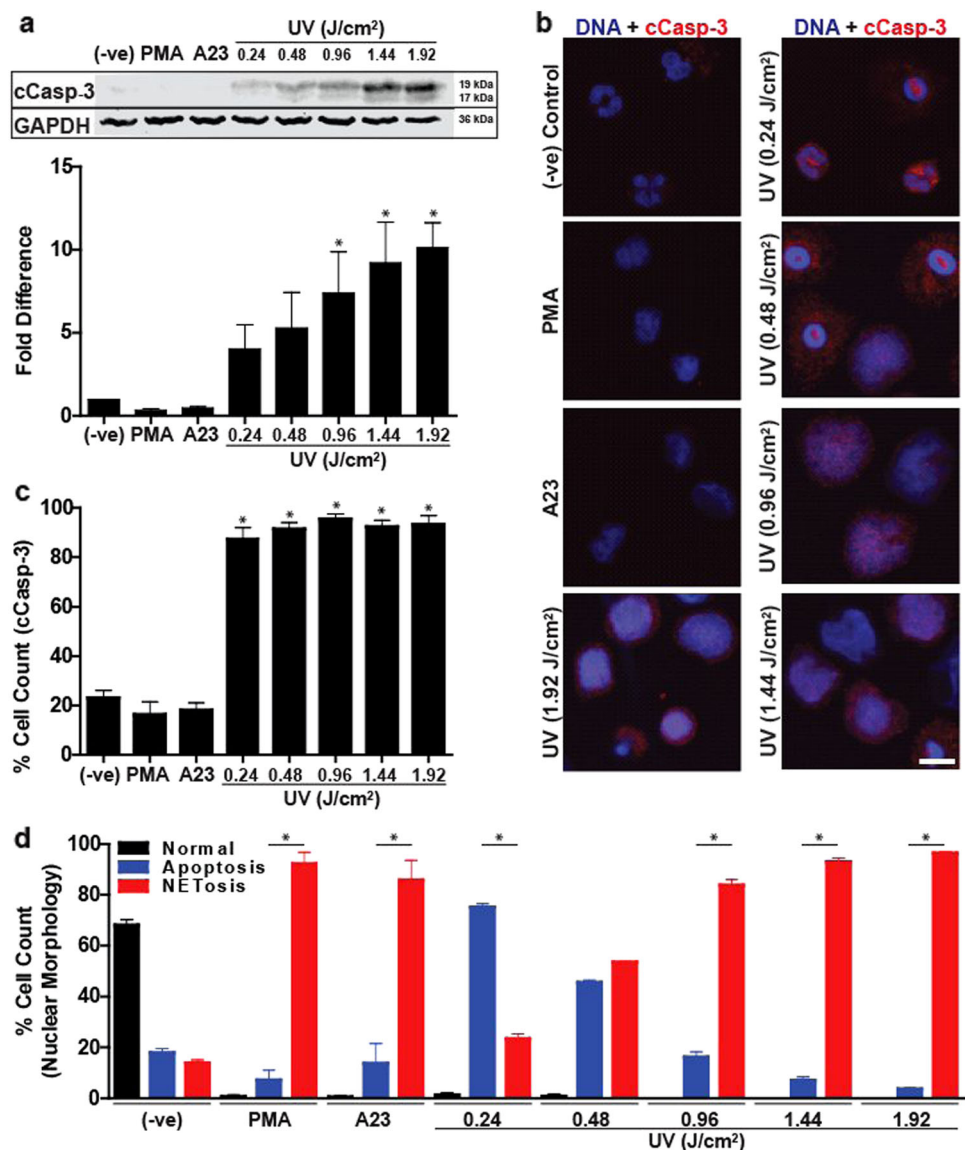 a
UV (J/cm²)
(-ve) PMA A23 0.24 0.48 0.96 1.44 1.92
cCasp-3
19 kDa
17 kDa
GAPDH
36 kDa
Fold Difference
15
10
5
0
* * *
(-ve) PMA A23 0.24 0.48 0.96 1.44 1.92
UV (J/cm²)
b
DNA + cCasp-3
DNA + cCasp-3
(-ve) Control
UV (0.24 J/cm²)
PMA
UV (0.48 J/cm²)
A23
UV (0.96 J/cm²)
UV (1.92 J/cm²)
UV (1.44 J/cm²)
c
% Cell Count (cCasp-3)
100
80
60
40
20
0
* * * * *
(-ve) PMA A23 0.24 0.48 0.96 1.44 1.92
UV (J/cm²)
d
% Cell Count
(Nuclear Morphology)
100
80
60
40
20
0
Normal
Apoptosis
NETosis
* * * * * *
(-ve) PMA A23 0.24 0.48 0.96 1.44 1.92
UV (J/cm²)